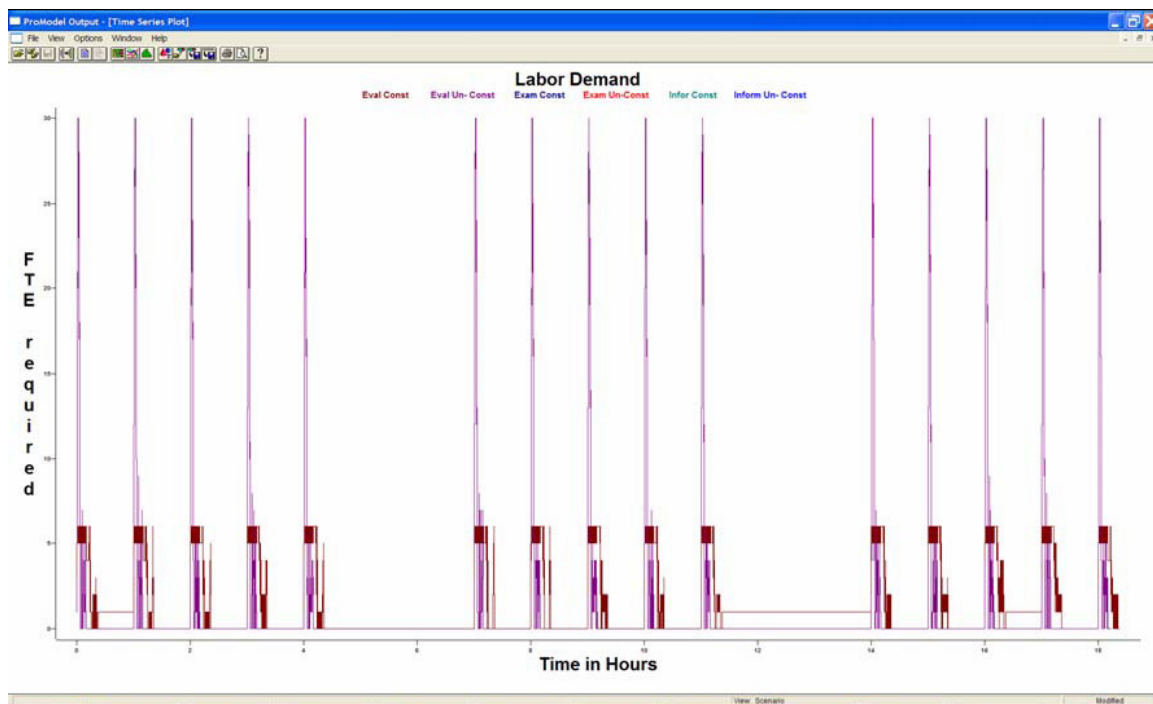 ProModel Output - [Time Series Plot]
File View Options Window Help
Labor Demand
Eval Const Eval Un- Const Exam Const Exam Un-Const Infor Const Inform Un- Const
30
25
20
15
10
5
0
FTE required
0 2 4 6 8 10 12 14 16 18
Time in Hours
View: Scenario Modified